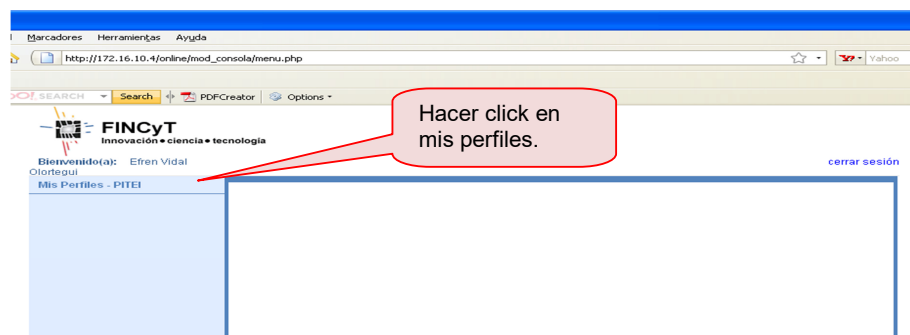 Marcadores Herramientas Ayuda
http://172.16.10.4/online/mod_consola/menu.php
Yahoo
SEARCH Search PDFCreator Options
FINCyT
Innovación • ciencia • tecnología
Hacer click en
mis perfiles.
Bienvenido(a): Efren Vidal
Olortegui
cerrar sesión
Mis Perfiles - PITEI